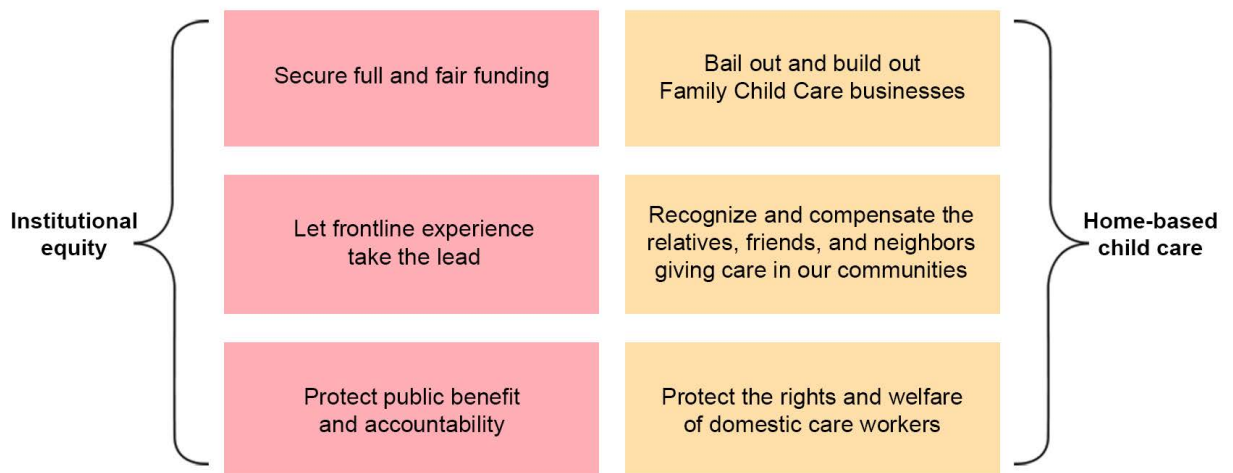 Institutional
equity
Secure full and fair funding
Let frontline experience
take the lead
Protect public benefit
and accountability
Bail out and build out
Family Child Care businesses
Recognize and compensate the
relatives, friends, and neighbors
giving care in our communities
Protect the rights and welfare
of domestic care workers
Home-based
child care